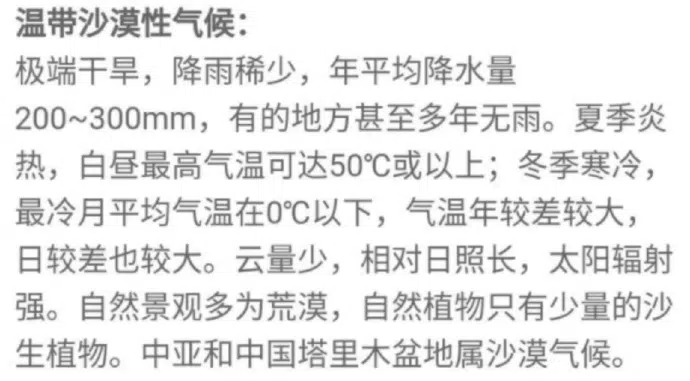 温带沙漠性气候：
极端干旱，降雨稀少，年平均降水量
200~300mm，有的地方甚至多年无雨。夏季炎
热，白昼最高气温可达50℃或以上；冬季寒冷，
最冷月平均气温在0℃以下，气温年较差较大，
日较差也较大。云量少，相对日照长，太阳辐射
强。自然景观多为荒漠，自然植物只有少量的沙
生植物。中亚和中国塔里木盆地属沙漠气候。